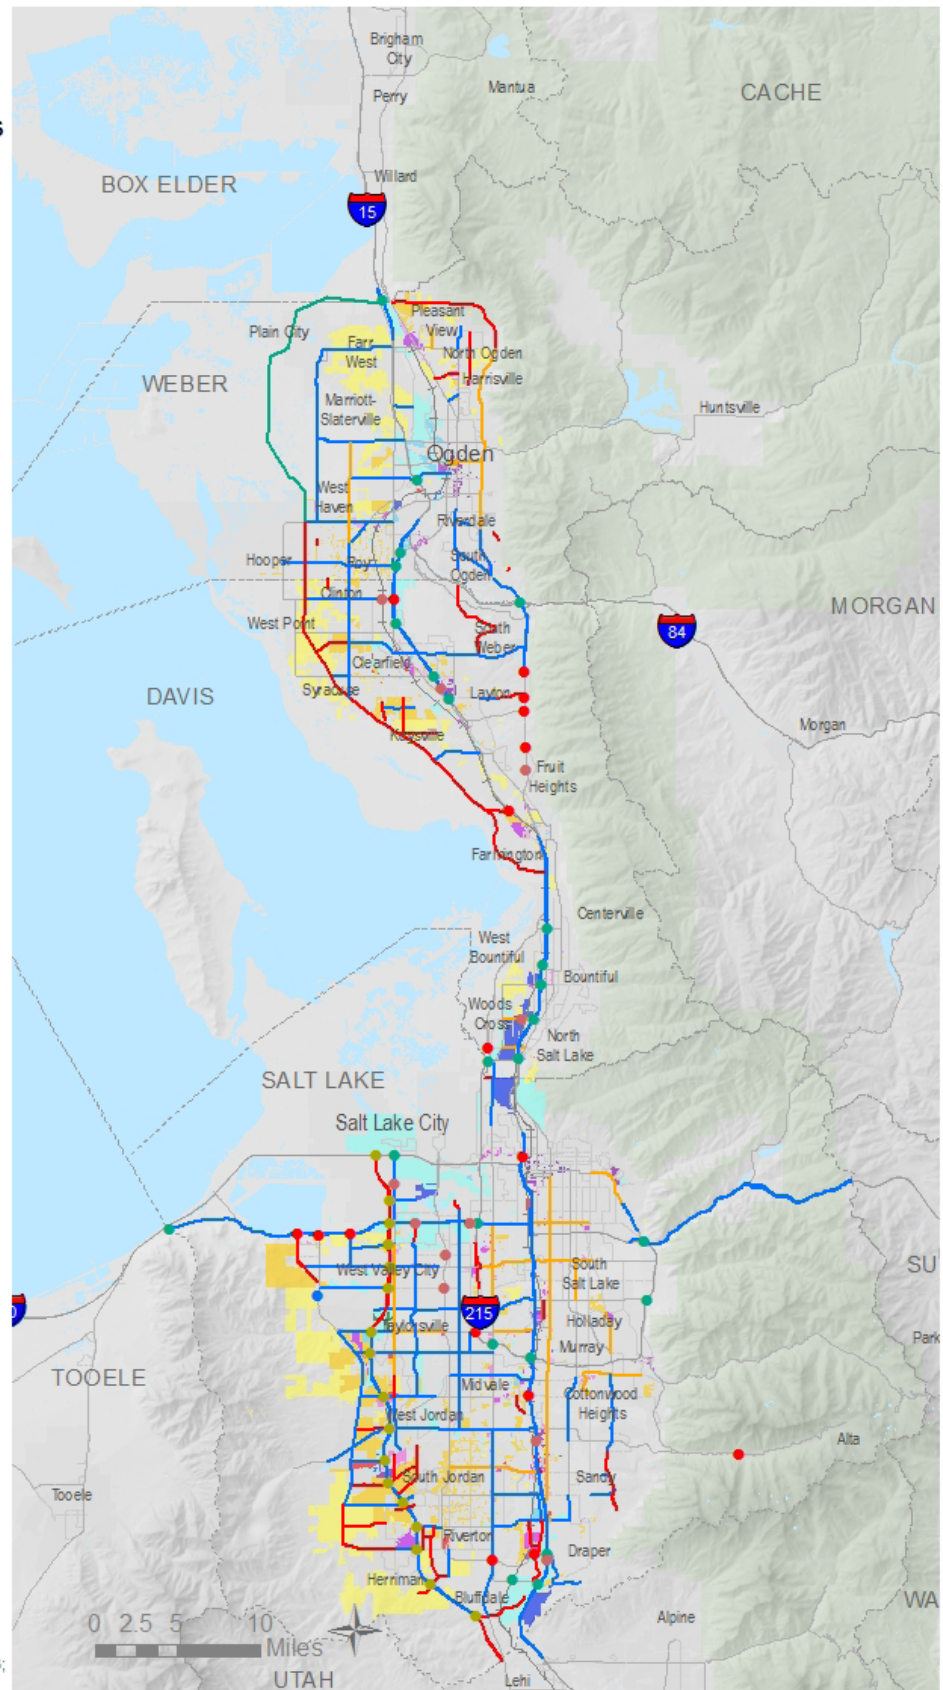 Brigham
City
Perry
Mantua
CACHE
s
BOX ELDER
Willard
15
Pleasant
View
Plain City
Farr
West
North Ogden
Harrisville
WEBER
Marriott-
Slaterville
Huntsville
Ogden
West
Haven
Riverdale
Hooper
Roy
South
Ogden
Clinton
MORGAN
West Point
South
Weber
84
Clearfield
Syracuse
Layton
DAVIS
Morgan
Kaysville
Fruit
Heights
Farmington
Centerville
West
Bountiful
Bountiful
Woods
Cross
North
Salt Lake
SALT LAKE
Salt Lake City
West Valley City
South
Salt Lake
SU
215
Taylorsville
Holladay
Park
Murray
TOOELE
Midvale
Cottonwood
Heights
West Jordan
Alta
South Jordan
Sandy
Tooele
Riverton
Draper
Herriman
Bluffdale
WA
Alpine
0 2.5 5 10
Miles
UTAH
Lehi